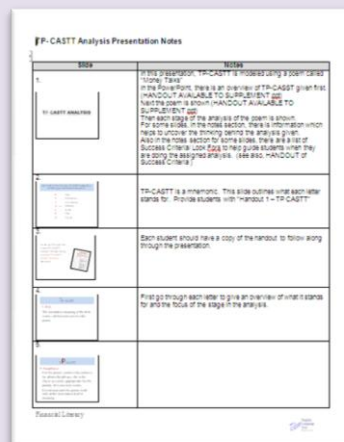 TP-CASTT Analysis Presentation Notes
Slide
Notes
1.
TP-CASTT ANALYSIS
In this presentation, TP-CASTT is modeled using a poem called
"Money Talks"
In the PowerPoint, there is an overview of TP-CASST given first
(HANDOUT AVAILABLE TO SUPPLEMENT ppt)
Next the poem is shown (HANDOUT AVAILABLE TO
SUPPLEMENT ppt)
Then each stage of the analysis of the poem is shown.
For some slides, in the notes section, there is information which
helps to uncover the thinking behind the analysis given.
Also in the notes section for some slides, there are a list of
Success Criteria/ Look Fors to help guide students when they
are doing the assigned analysis. (see also, HANDOUT of
Success Criteria)
2.
TP-CASTT is a mnemonic. This slide outlines what each letter
stands for. Provide students with "Handout 1 – TP CASTT"
3.
Each student should have a copy of the handout to follow along
through the presentation.
4.
First go through each letter to give an overview of what it stands
for and the focus of the stage in the analysis.
5.
Financial Literacy